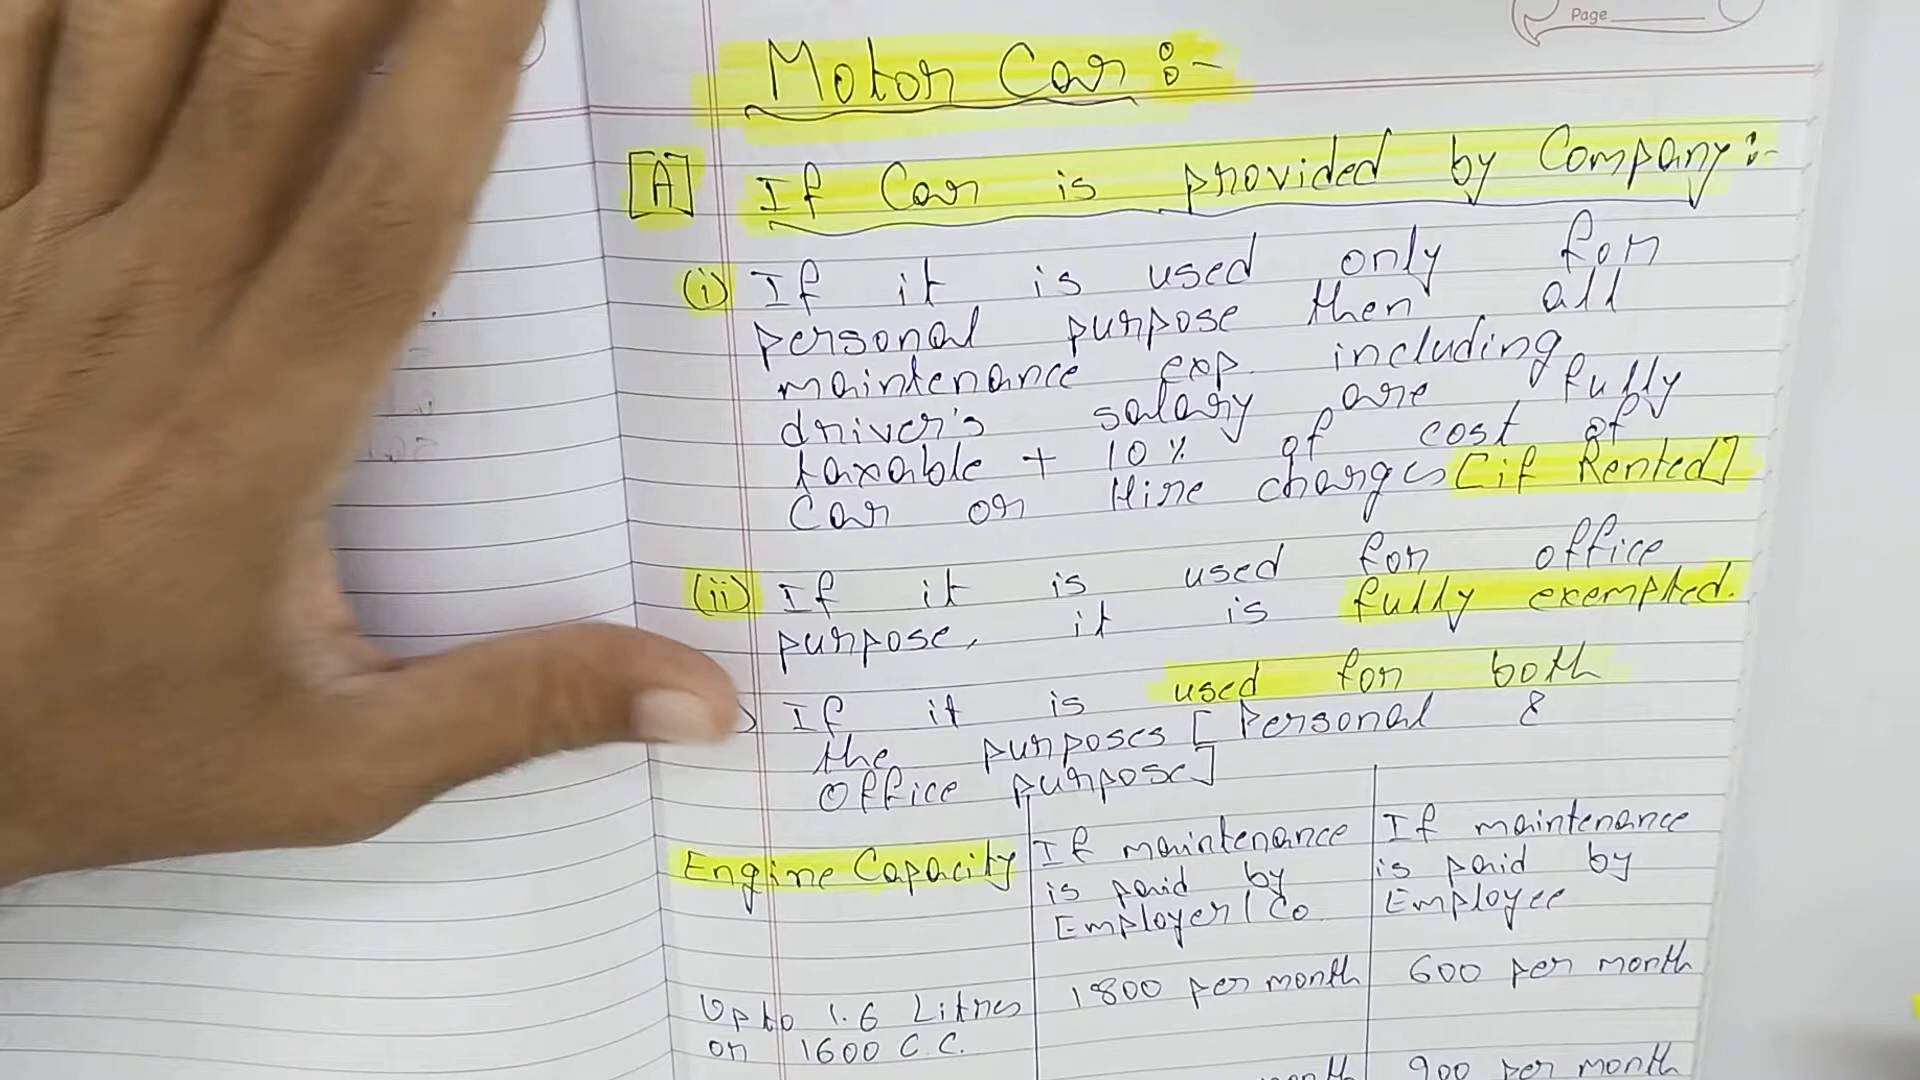 Page
Motor Car :-
[A] If Car is provided by Company :-
(i) If it is used only for
personal purpose then all
maintenance exp. including
driver's salary are fully
taxable + 10% of cost of
Car or Hire charges [if Rented]
(ii) If it is used for office
purpose, it is fully exempted.
) If it is used for both
the purposes [Personal &
Office purpose]
Engine Capacity
If maintenance
is paid by
Employer/Co.
If maintenance
is paid by
Employee
Upto 1.6 Litres
or 1600 C.C.
1800 per month
600 per month
900 per month